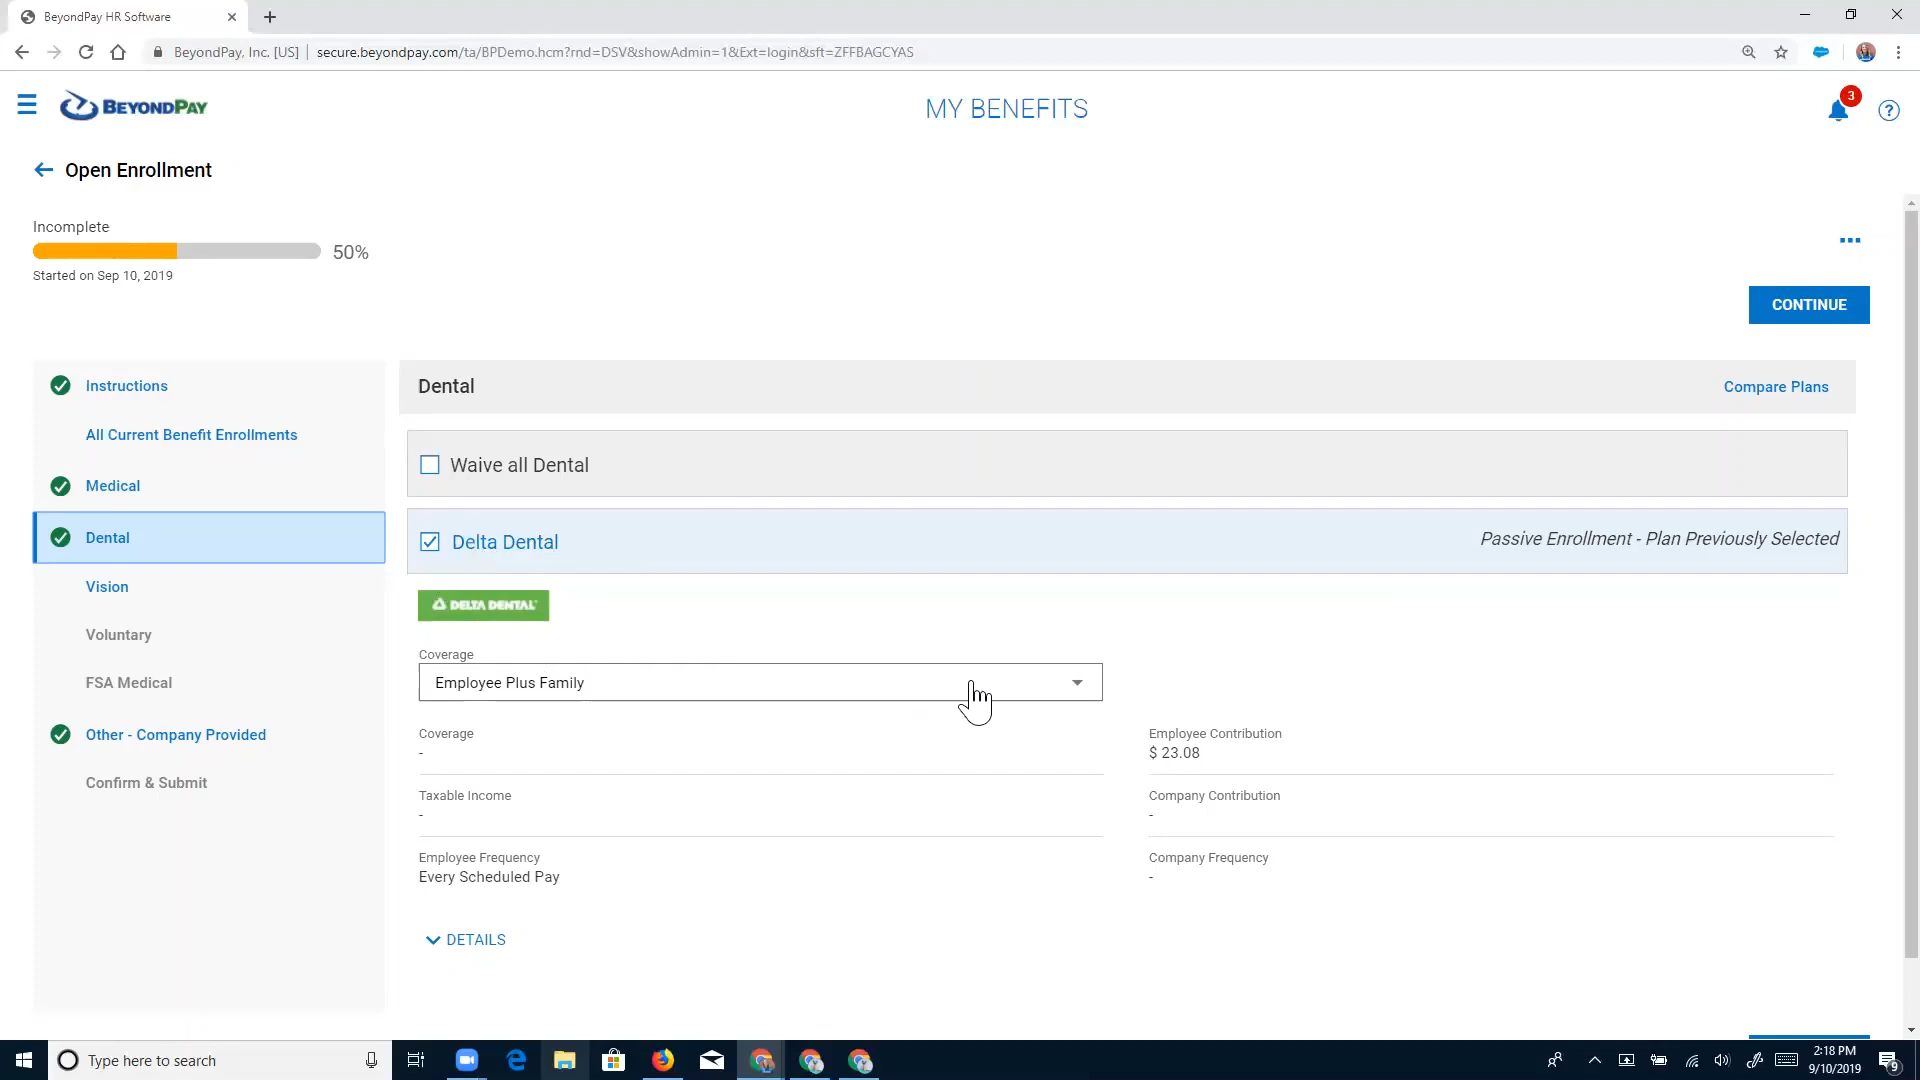 BeyondPay HR Software
BeyondPay, Inc. [US] | secure.beyondpay.com/ta/BPDemo.hcm?rnd=DSV&showAdmin=1&Ext=login&sft=ZFFBAGCYAS
BEYONDPAY
MY BENEFITS
3
?
Open Enrollment
Incomplete
50%
Started on Sep 10, 2019
CONTINUE
Instructions
All Current Benefit Enrollments
Medical
Dental
Vision
Voluntary
FSA Medical
Other - Company Provided
Confirm & Submit
Dental
Compare Plans
Waive all Dental
Delta Dental
Passive Enrollment - Plan Previously Selected
DELTA DENTAL
Coverage
Employee Plus Family
Coverage
-
Employee Contribution
$ 23.08
Taxable Income
-
Company Contribution
-
Employee Frequency
Every Scheduled Pay
Company Frequency
-
DETAILS
Type here to search
2:18 PM
9/10/2019
9